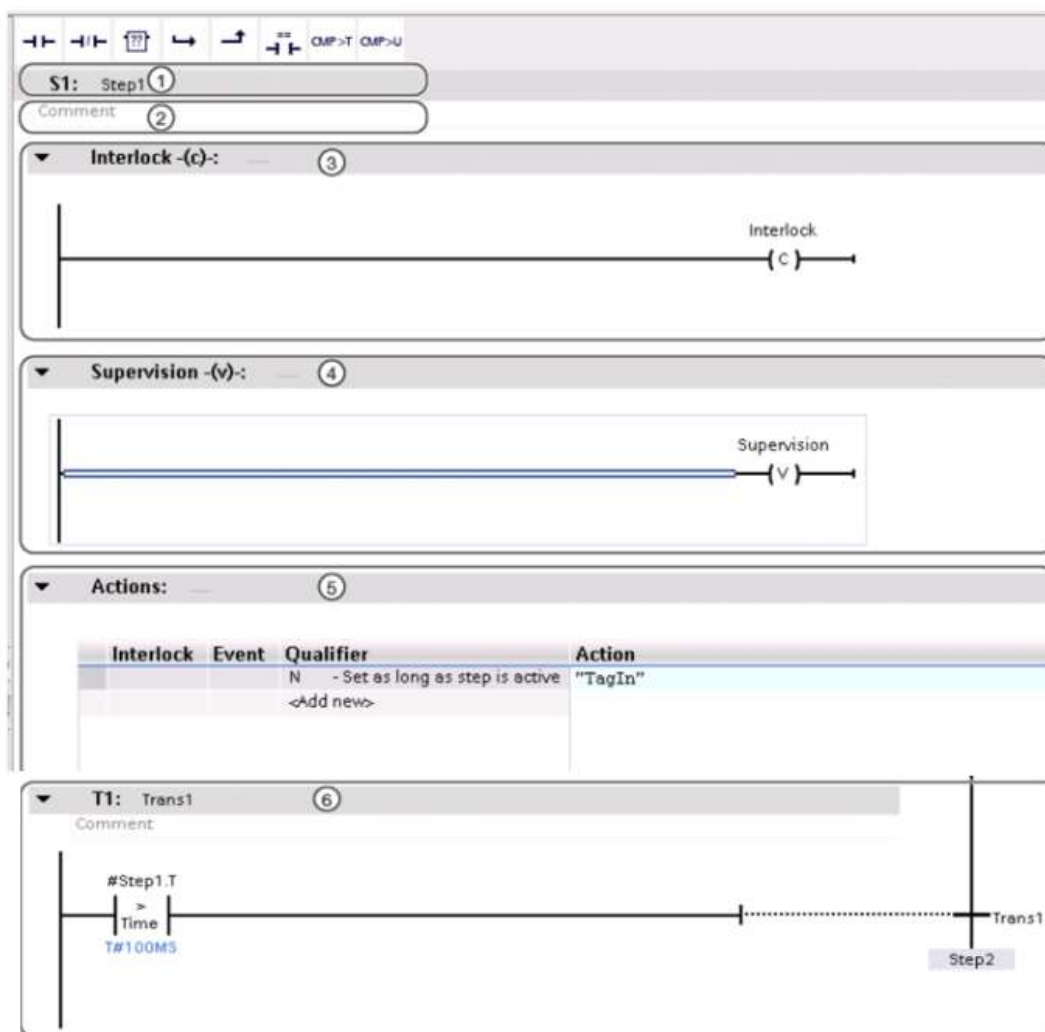 ?? == CMP>T CMP>U
S1: Step1 1
Comment 2
Interlock -(c)-: 3
Interlock
( C )
Supervision -(v)-: 4
Supervision
( V )
Actions: 5
Interlock Event Qualifier Action
N - Set as long as step is active "TagIn"
<Add new>
T1: Trans1 6
Comment
#Step1.T
>
Time
Trans1
T#100MS
Step2